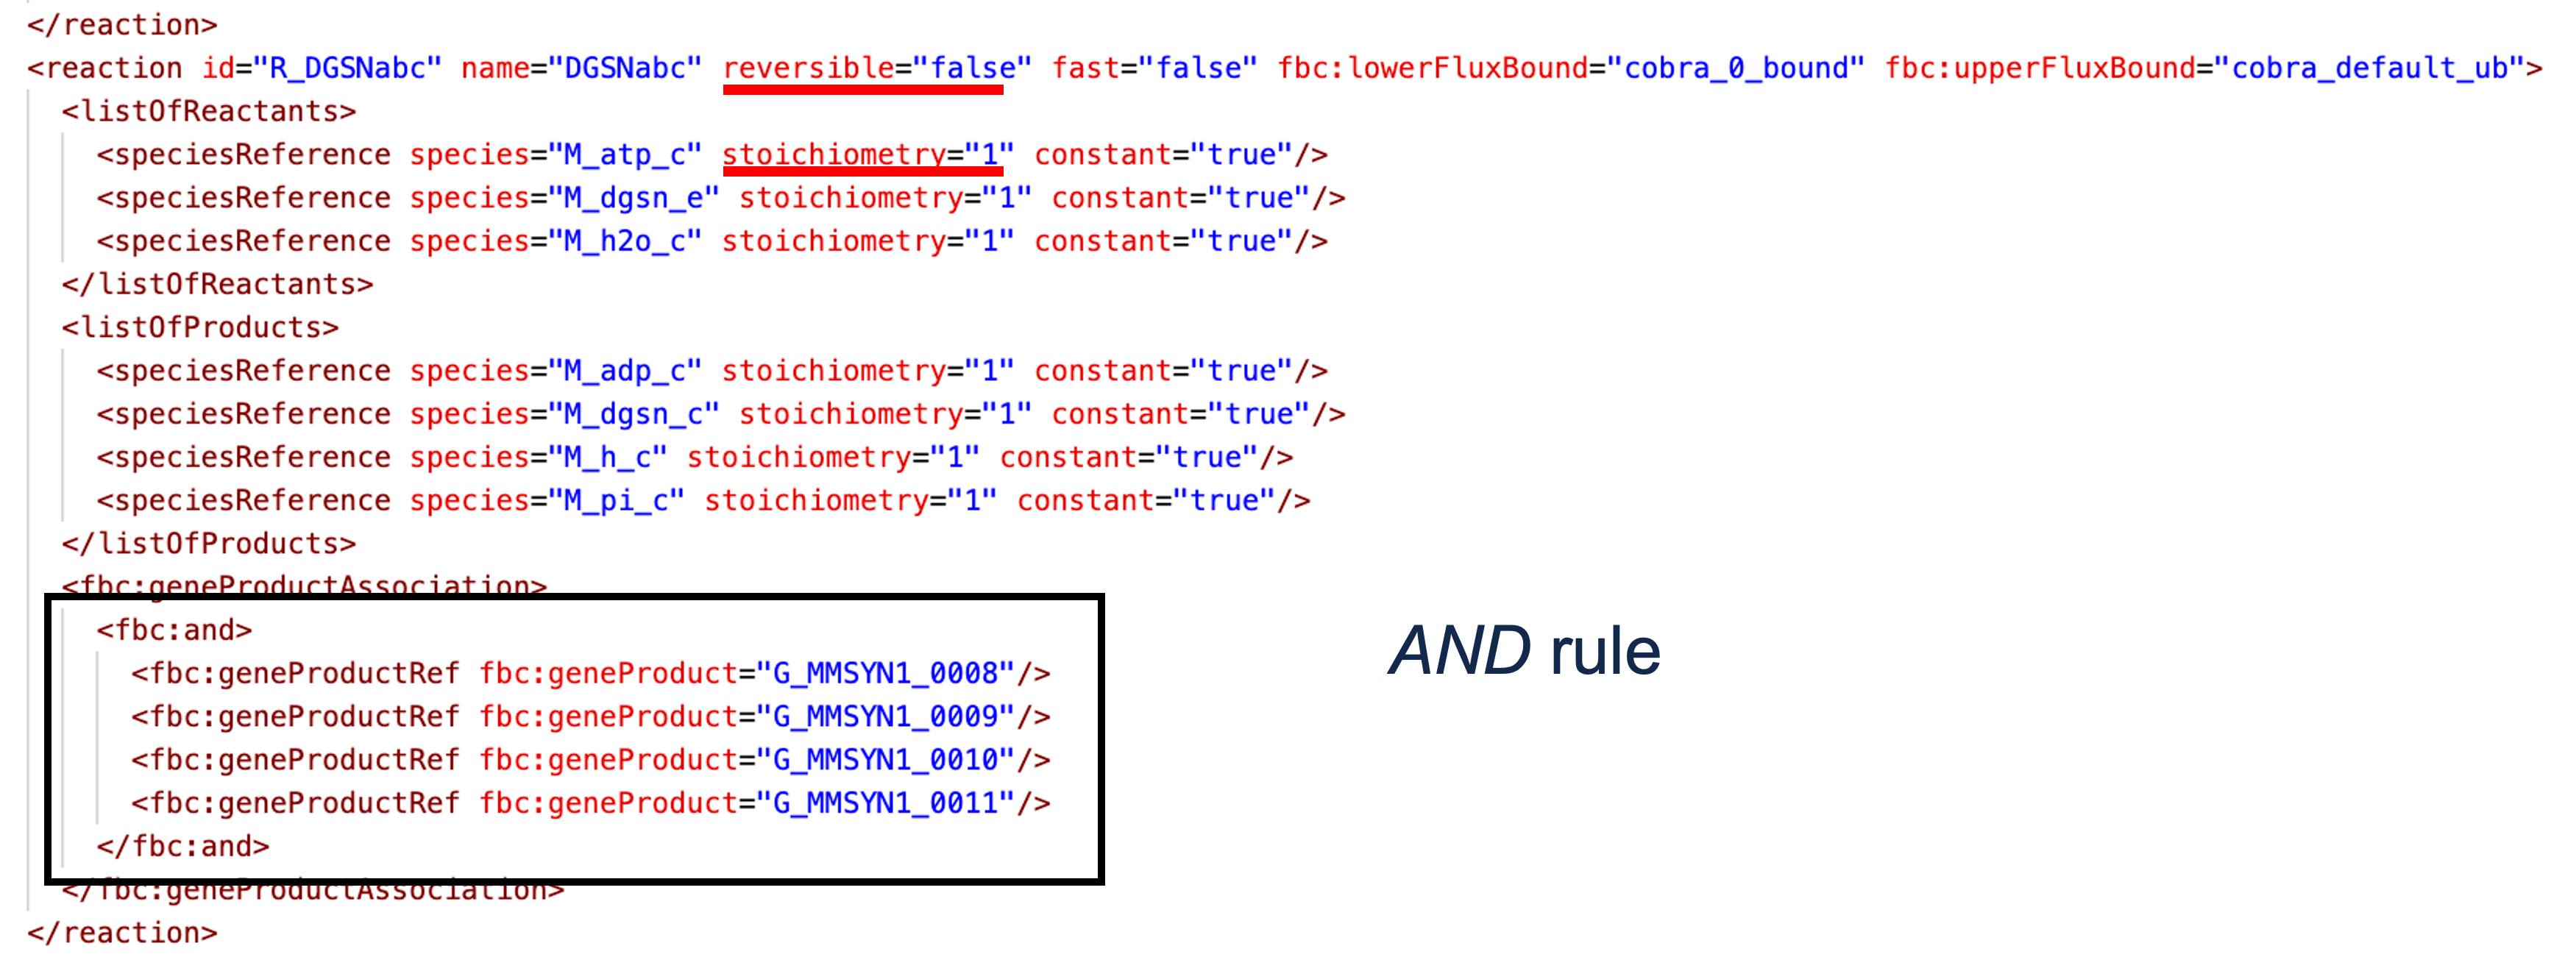 </reaction>
<reaction id="R_DGSNabc" name="DGSNabc" reversible="false" fast="false" fbc:lowerFluxBound="cobra_0_bound" fbc:upperFluxBound="cobra_default_ub">
<listOfReactants>
<speciesReference species="M_atp_c" stoichiometry="1" constant="true"/>
<speciesReference species="M_dgsn_e" stoichiometry="1" constant="true"/>
<speciesReference species="M_h2o_c" stoichiometry="1" constant="true"/>
</listOfReactants>
<listOfProducts>
<speciesReference species="M_adp_c" stoichiometry="1" constant="true"/>
<speciesReference species="M_dgsn_c" stoichiometry="1" constant="true"/>
<speciesReference species="M_h_c" stoichiometry="1" constant="true"/>
<speciesReference species="M_pi_c" stoichiometry="1" constant="true"/>
</listOfProducts>
<fbc:geneProductAssociation>
<fbc:and>
<fbc:geneProductRef fbc:geneProduct="G_MMSYN1_0008"/>
<fbc:geneProductRef fbc:geneProduct="G_MMSYN1_0009"/>
<fbc:geneProductRef fbc:geneProduct="G_MMSYN1_0010"/>
<fbc:geneProductRef fbc:geneProduct="G_MMSYN1_0011"/>
</fbc:and>
</fbc:geneProductAssociation>
</reaction>
AND rule